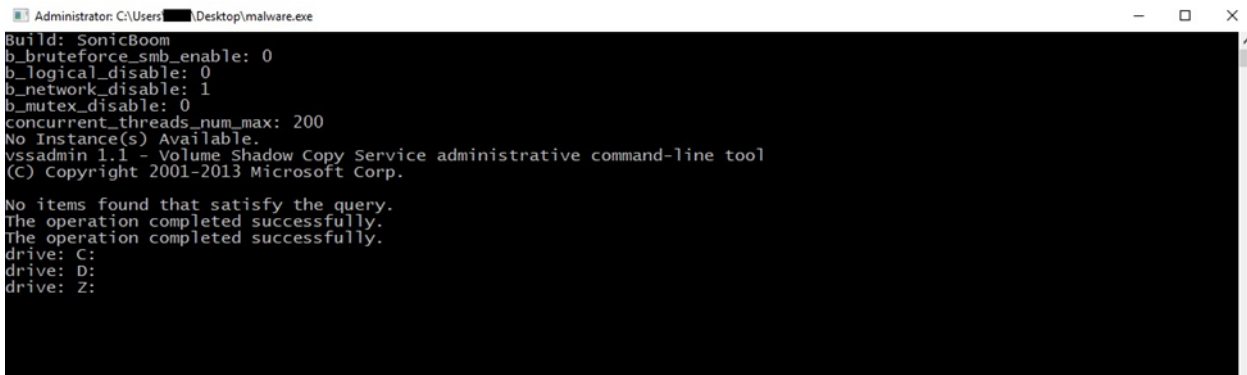 Administrator: C:\Users\ \Desktop\malware.exe
Build: SonicBoom
b_bruteforce_smb_enable: 0
b_logical_disable: 0
b_network_disable: 1
b_mutex_disable: 0
concurrent_threads_num_max: 200
No Instance(s) Available.
vssadmin 1.1 - Volume Shadow Copy Service administrative command-line tool
(C) Copyright 2001-2013 Microsoft Corp.
No items found that satisfy the query.
The operation completed successfully.
The operation completed successfully.
drive: C:
drive: D:
drive: Z: